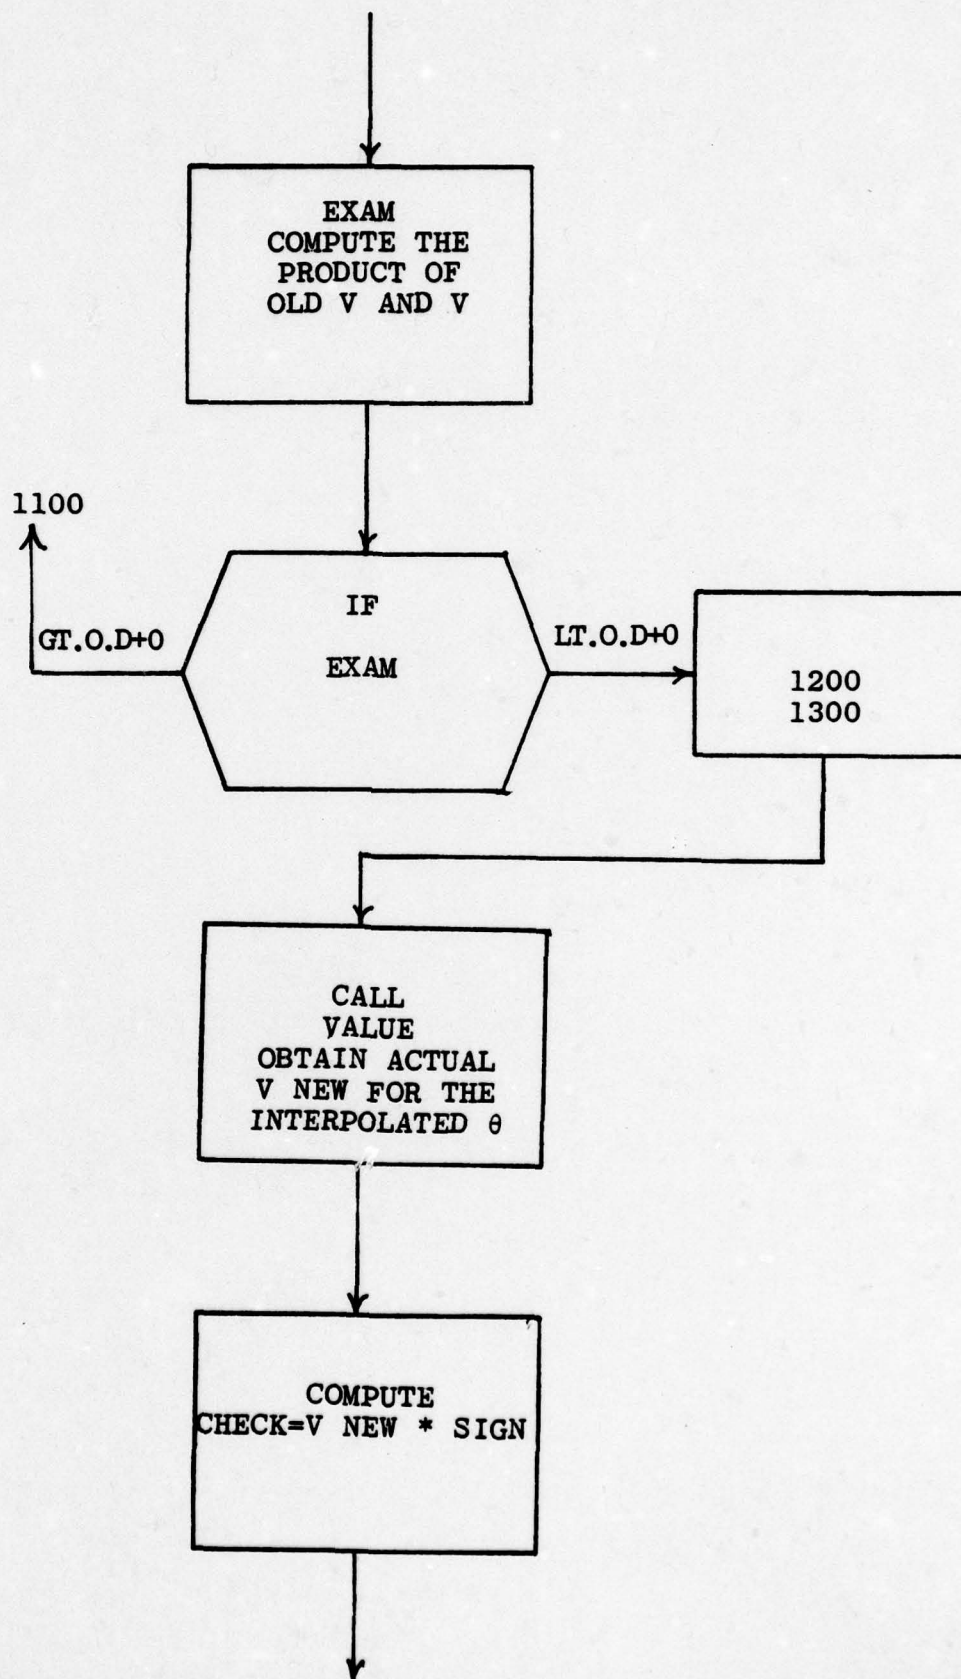 EXAM
COMPUTE THE
PRODUCT OF
OLD V AND V
1100
GT.O.D+0
IF
EXAM
LT.O.D+0
1200
1300
CALL
VALUE
OBTAIN ACTUAL
V NEW FOR THE
INTERPOLATED θ
COMPUTE
CHECK=V NEW * SIGN